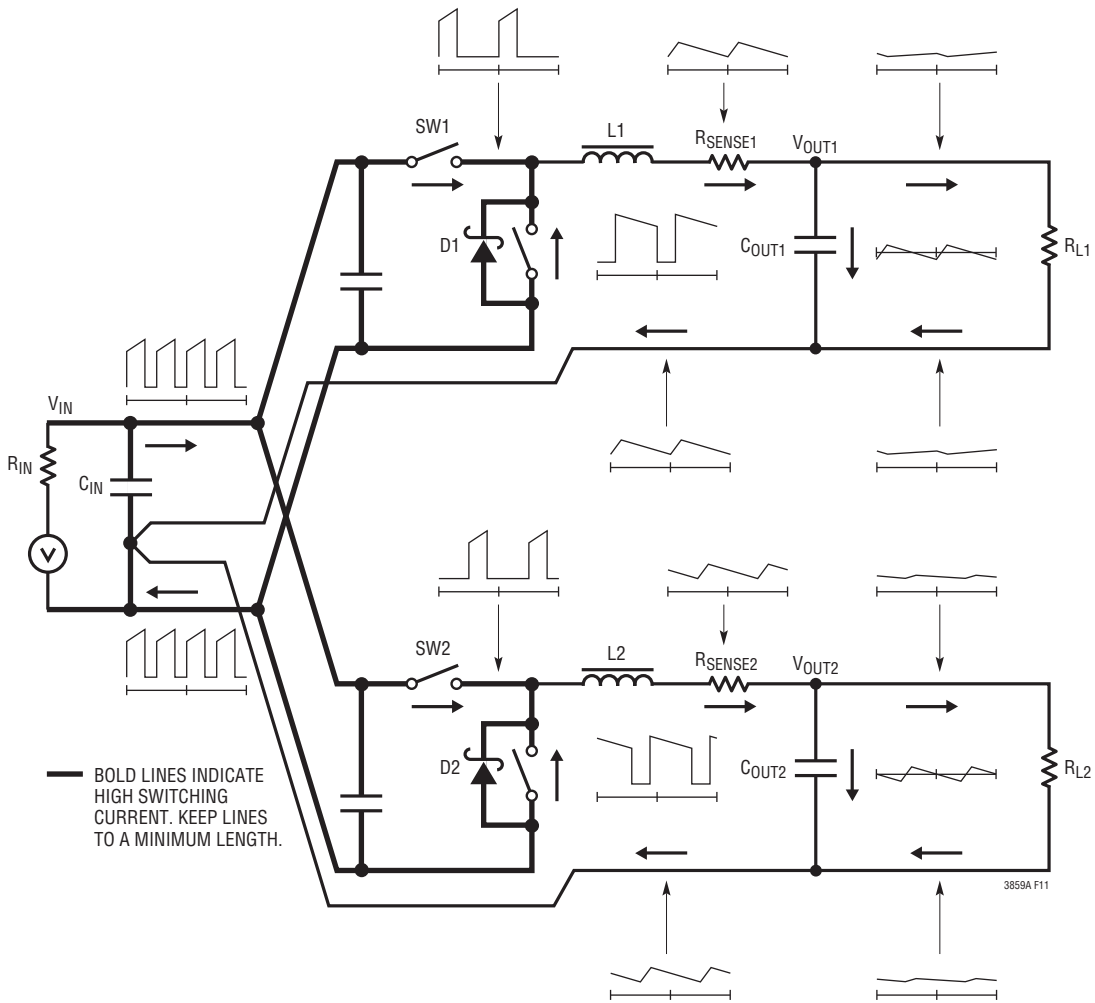 SW1
L1
RSENSE1
VOUT1
D1
COUT1
RL1
VIN
RIN
CIN
V
SW2
L2
RSENSE2
VOUT2
D2
COUT2
RL2
BOLD LINES INDICATE
HIGH SWITCHING
CURRENT. KEEP LINES
TO A MINIMUM LENGTH.
3859A F11